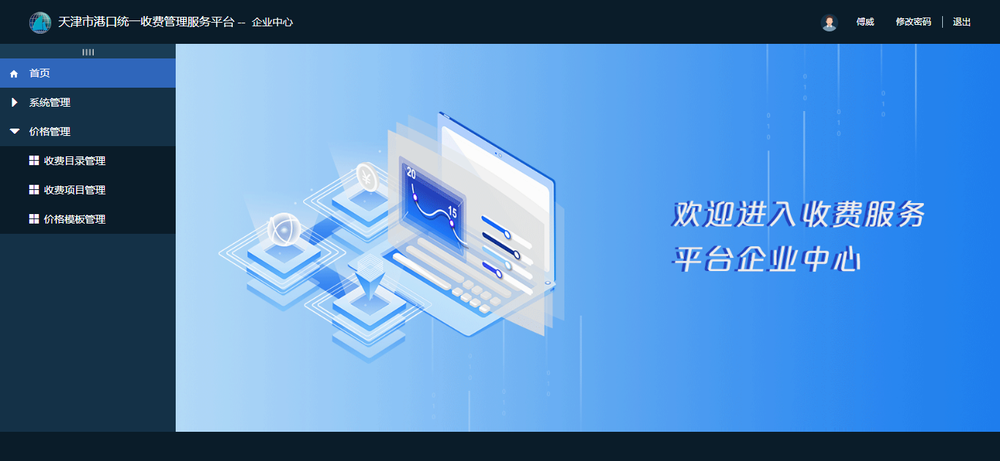 天津市港口统一收费管理服务平台 -- 企业中心
傅威
修改密码
退出
首页
系统管理
价格管理
收费目录管理
收费项目管理
价格模板管理
20
15
欢迎进入收费服务
平台企业中心